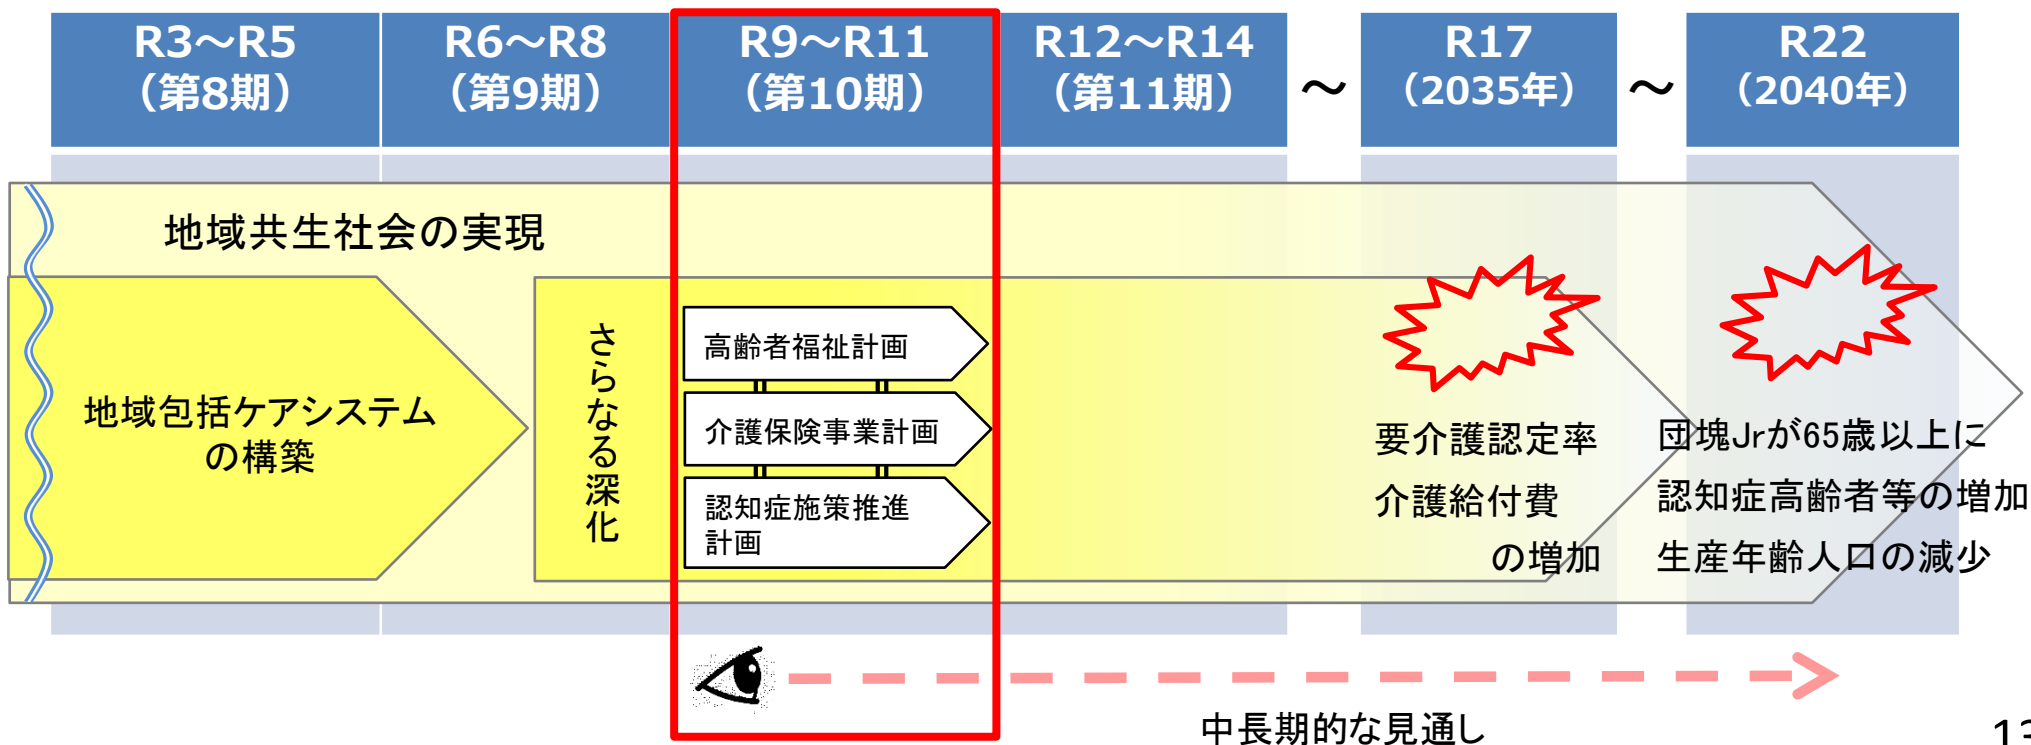 R3～R5
（第8期）
R6～R8
（第9期）
R9～R11
（第10期）
R12～R14
（第11期）
～
R17
（2035年）
～
R22
（2040年）
地域共生社会の実現
地域包括ケアシステム
の構築
さらなる深化
高齢者福祉計画
介護保険事業計画
認知症施策推進
計画
要介護認定率
介護給付費
の増加
団塊Jrが65歳以上に
認知症高齢者等の増加
生産年齢人口の減少
中長期的な見通し